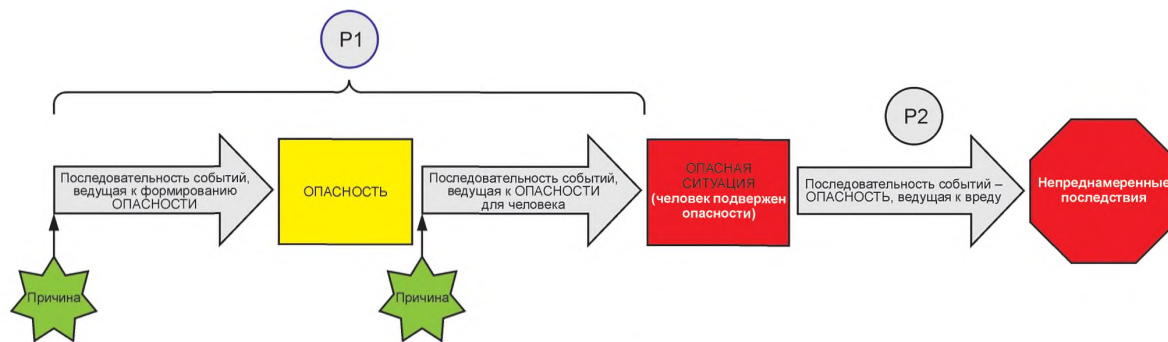 P1
P2
Последовательность событий,
ведущая к формированию
ОПАСНОСТИ
ОПАСНОСТЬ
Последовательность событий,
ведущая к ОПАСНОСТИ
для человека
ОПАСНАЯ
СИТУАЦИЯ
(человек подвержен
опасности)
Последовательность событий –
ОПАСНОСТЬ, ведущая к вреду
Непреднамеренные
последствия
Причина
Причина